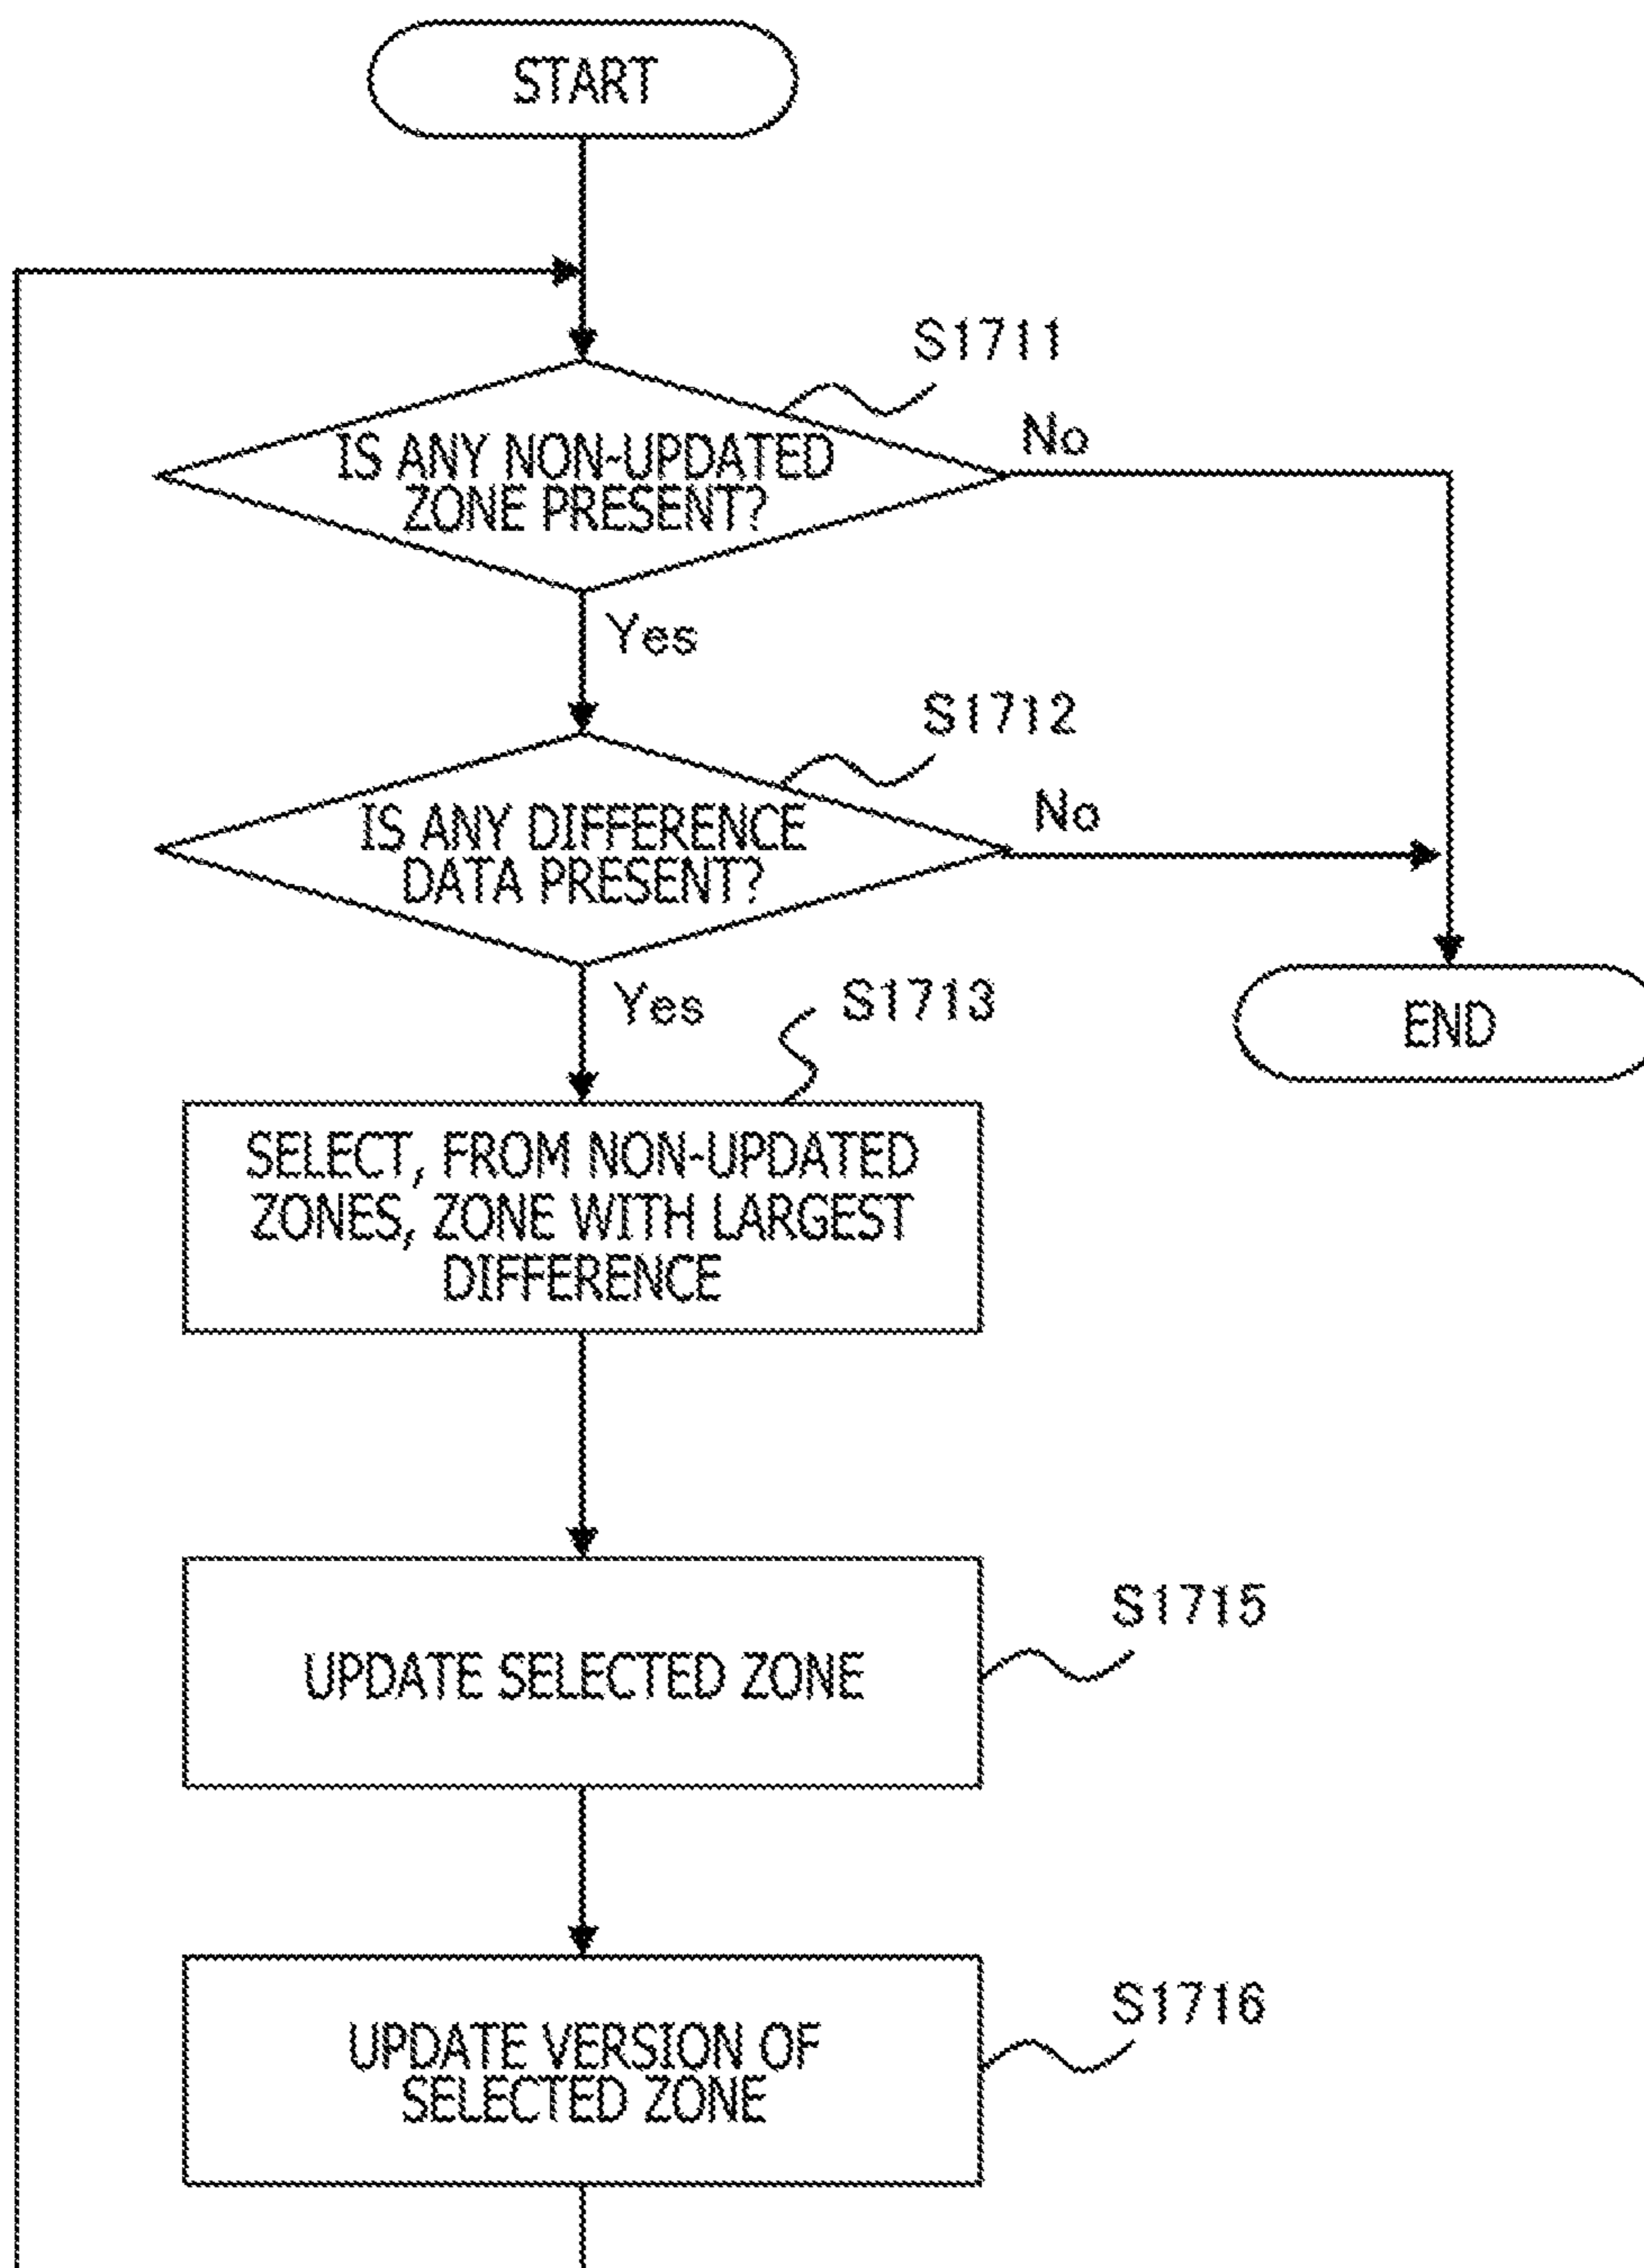 START
S1711
IS ANY NON-UPDATED
ZONE PRESENT?
No
Yes
S1712
IS ANY DIFFERENCE
DATA PRESENT?
No
Yes
END
S1713
SELECT, FROM NON-UPDATED
ZONES, ZONE WITH LARGEST
DIFFERENCE
S1715
UPDATE SELECTED ZONE
S1716
UPDATE VERSION OF
SELECTED ZONE